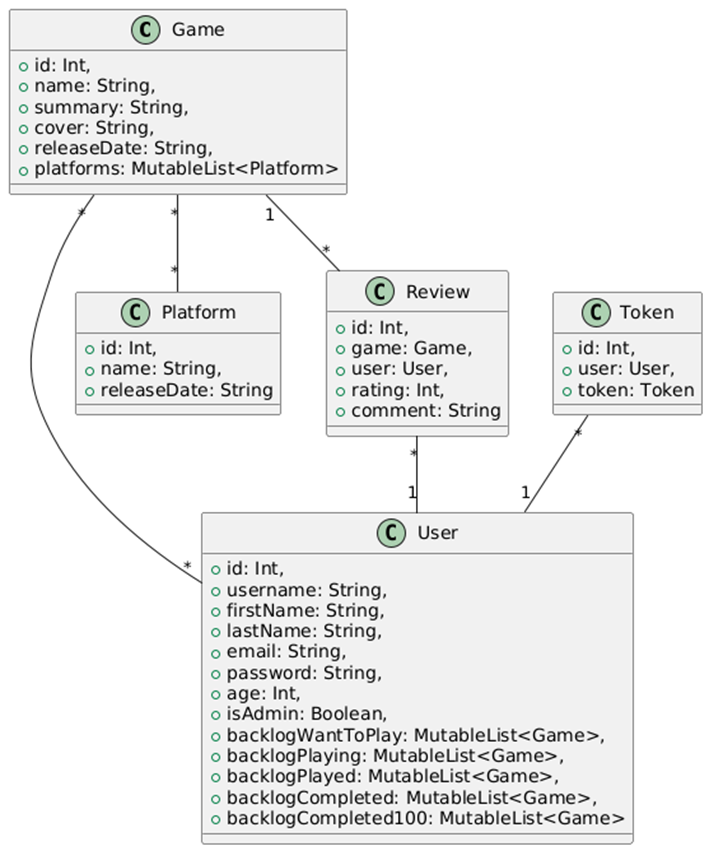 C Game
id: Int,
name: String,
summary: String,
cover: String,
releaseDate: String,
platforms: MutableList<Platform>
* * 1
* *
C Platform
id: Int,
name: String,
releaseDate: String
C Review
id: Int,
game: Game,
user: User,
rating: Int,
comment: String
C Token
id: Int,
user: User,
token: Token
* *
1 1
*
C User
id: Int,
username: String,
firstName: String,
lastName: String,
email: String,
password: String,
age: Int,
isAdmin: Boolean,
backlogWantToPlay: MutableList<Game>,
backlogPlaying: MutableList<Game>,
backlogPlayed: MutableList<Game>,
backlogCompleted: MutableList<Game>,
backlogCompleted100: MutableList<Game>